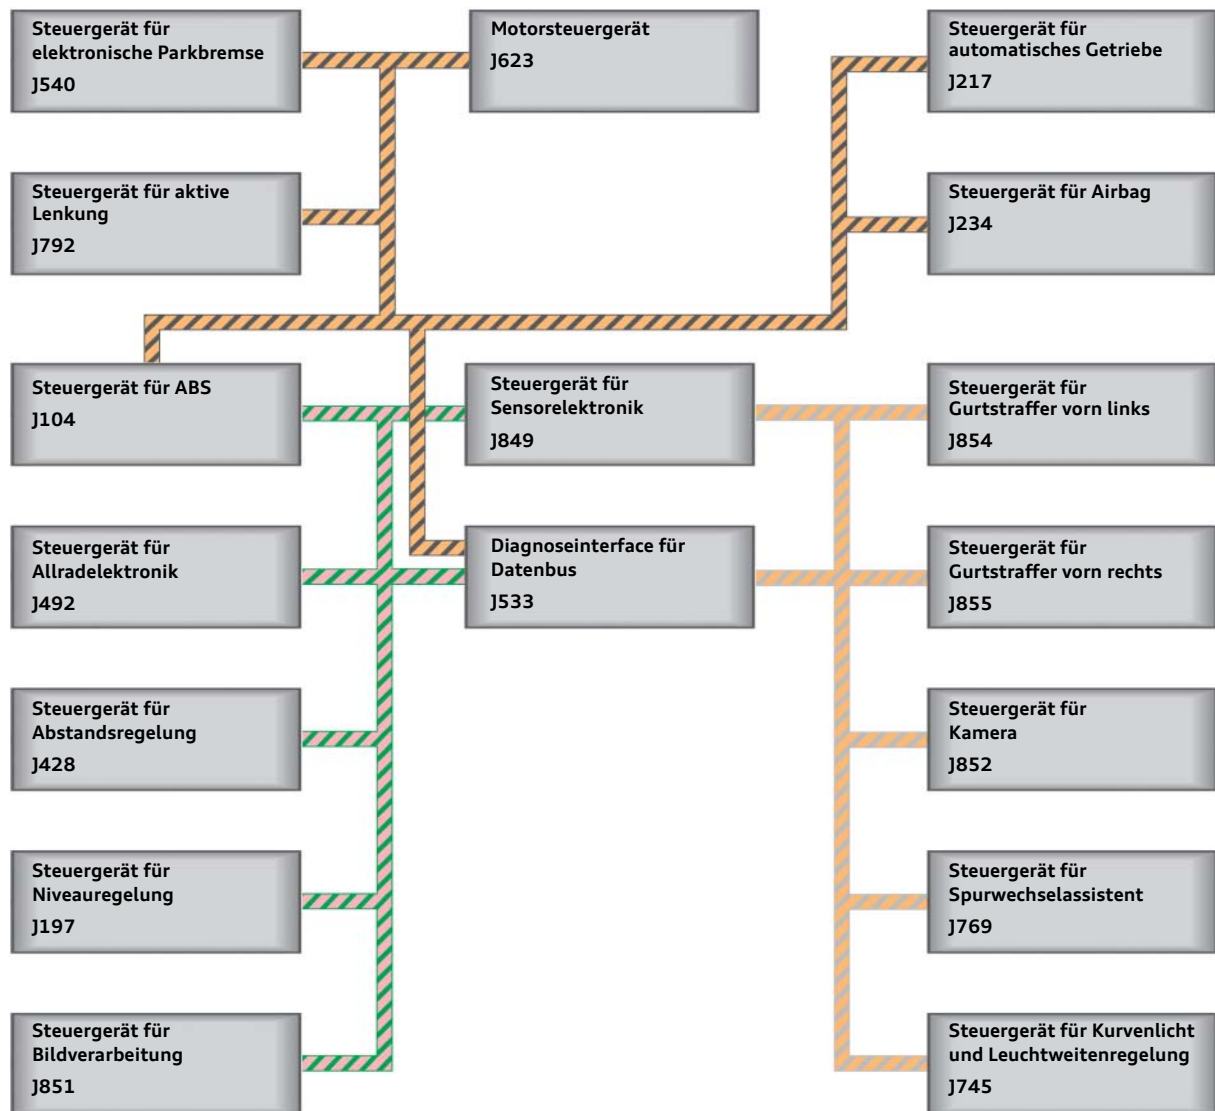 Steuergerät für
elektronische Parkbremse
J540
Motorsteuergerät
J623
Steuergerät für
automatisches Getriebe
J217
Steuergerät für aktive
Lenkung
J792
Steuergerät für Airbag
J234
Steuergerät für ABS
J104
Steuergerät für
Sensorelektronik
J849
Steuergerät für
Gurtstraffer vorn links
J854
Steuergerät für
Allradelektronik
J492
Diagnoseinterface für
Datenbus
J533
Steuergerät für
Gurtstraffer vorn rechts
J855
Steuergerät für
Abstandsregelung
J428
Steuergerät für
Kamera
J852
Steuergerät für
Niveauregelung
J197
Steuergerät für
Spurwechselassistent
J769
Steuergerät für
Bildverarbeitung
J851
Steuergerät für Kurvenlicht
und Leuchtweitenregelung
J745